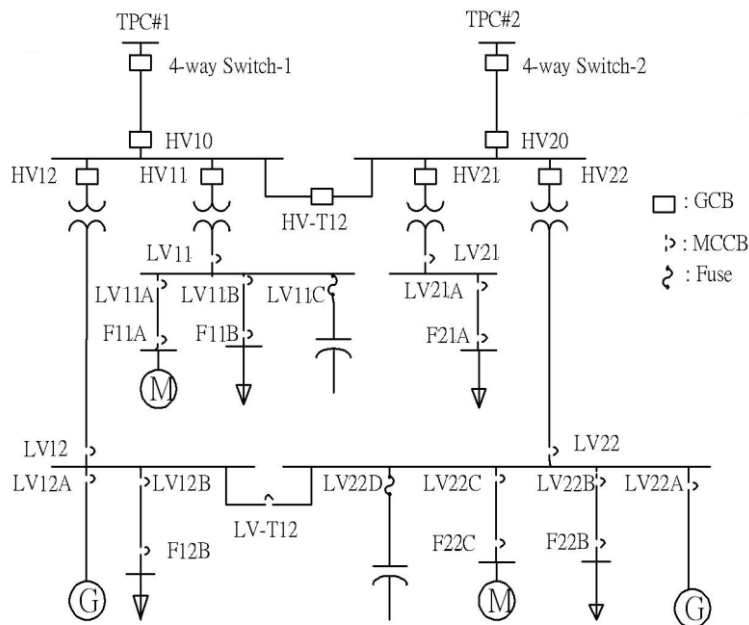 TPC#1
TPC#2
4-way Switch-1
4-way Switch-2
HV10
HV20
HV12
HV11
HV21
HV22
HV-T12
: GCB
: MCCB
: Fuse
LV11
LV21
LV11A
LV11B
LV11C
LV21A
F11A
F11B
F21A
M
LV12
LV22
LV12A
LV12B
LV22D
LV22C
LV22B
LV22A
LV-T12
F12B
F22C
F22B
G
M
G